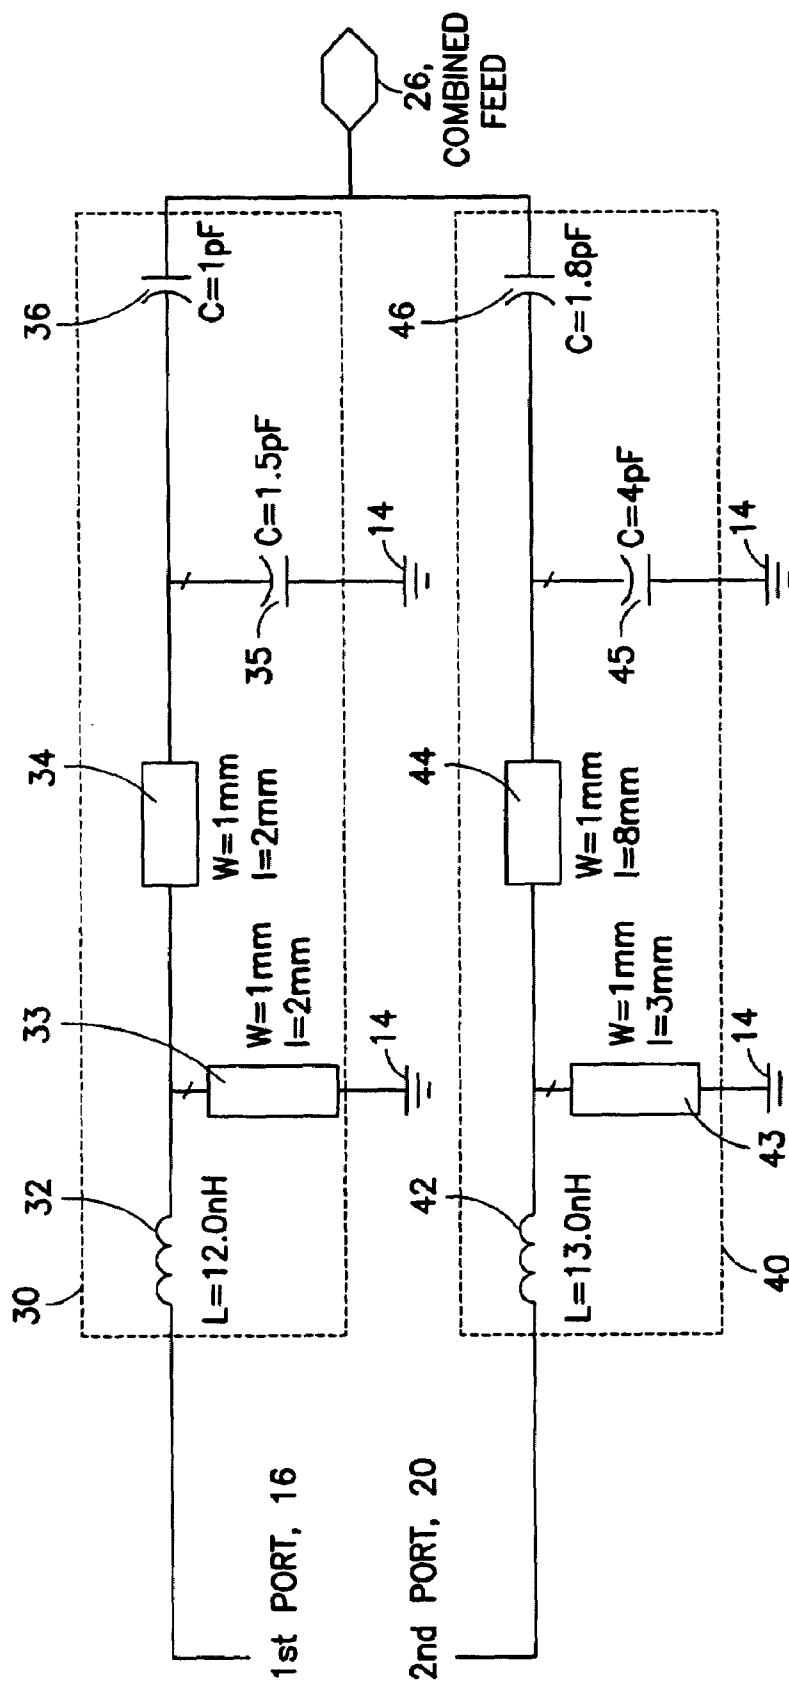 30
32
33
34
36
L=12.0nH
W=1mm
l=2mm
14
W=1mm
l=2mm
35
C=1.5pF
14
C=1pF
26,
COMBINED
FEED
1st PORT, 16
2nd PORT, 20
42
44
46
L=13.0nH
40
W=1mm
l=3mm
43
14
W=1mm
l=8mm
45
C=4pF
14
C=1.8pF